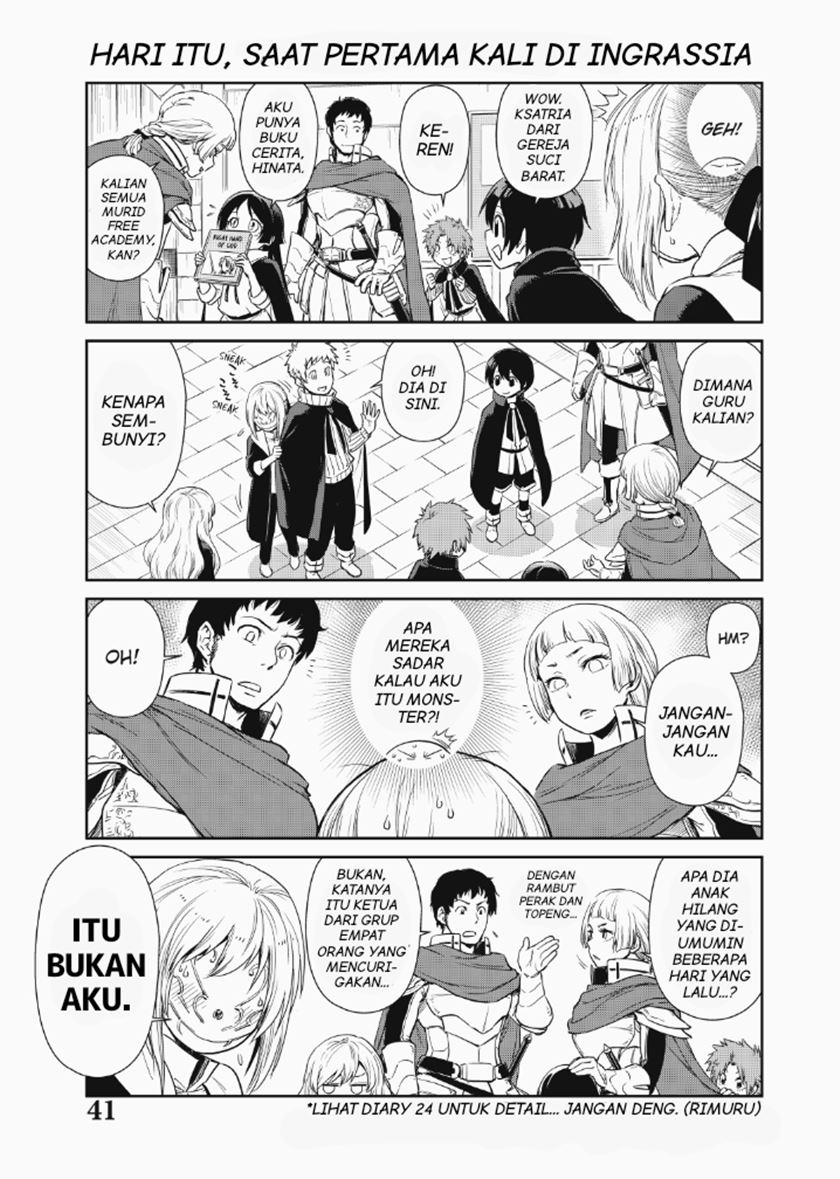 HARI ITU, SAAT PERTAMA KALI DI INGRASSIA
GEH!
WOW.
KSATRIA
DARI
GEREJA
SUCI
BARAT.
KE-
REN!
AKU
PUNYA
BUKU
CERITA,
HINATA.
KALIAN
SEMUA
MURID
FREE
ACADEMY,
KAN?
HAND
OF GOD
DIMANA
GURU
KALIAN?
OH!
DIA DI
SINI.
SNEAK
SNEAK
KENAPA
SEM-
BUNYI?
HM?
JANGAN-
JANGAN
KAU...
APA
MEREKA
SADAR
KALAU AKU
ITU MONS-
TER?!
OH!
APA DIA
ANAK
HILANG
YANG DI-
UMUMIN
BEBERAPA
HARI YANG
LALU...?
DENGAN
RAMBUT
PERAK DAN
TOPENG...
BUKAN,
KATANYA
ITU KETUA
DARI GRUP
EMPAT
ORANG YANG
MENCURI-
GAKAN...
ITU
BUKAN
AKU.
41
*LIHAT DIARY 24 UNTUK DETAIL... JANGAN DENG. (RIMURU)